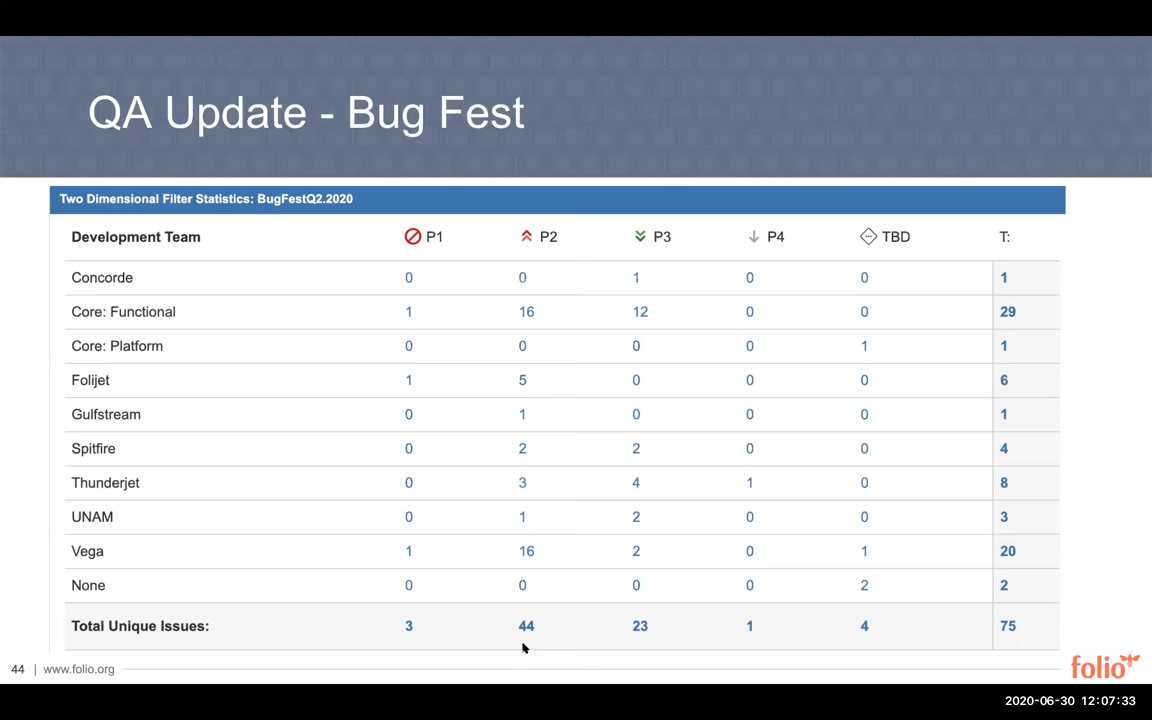 QA Update - Bug Fest
Two Dimensional Filter Statistics: BugFestQ2.2020
Development Team P1 P2 P3 P4 TBD T:
Concorde 0 0 1 0 0 1
Core: Functional 1 16 12 0 0 29
Core: Platform 0 0 0 0 1 1
Folijet 1 5 0 0 0 6
Gulfstream 0 1 0 0 0 1
Spitfire 0 2 2 0 0 4
Thunderjet 0 3 4 1 0 8
UNAM 0 1 2 0 0 3
Vega 1 16 2 0 1 20
None 0 0 0 0 2 2
Total Unique Issues: 3 44 23 1 4 75
44 | www.folio.org
folio
2020-06-30 12:07:33